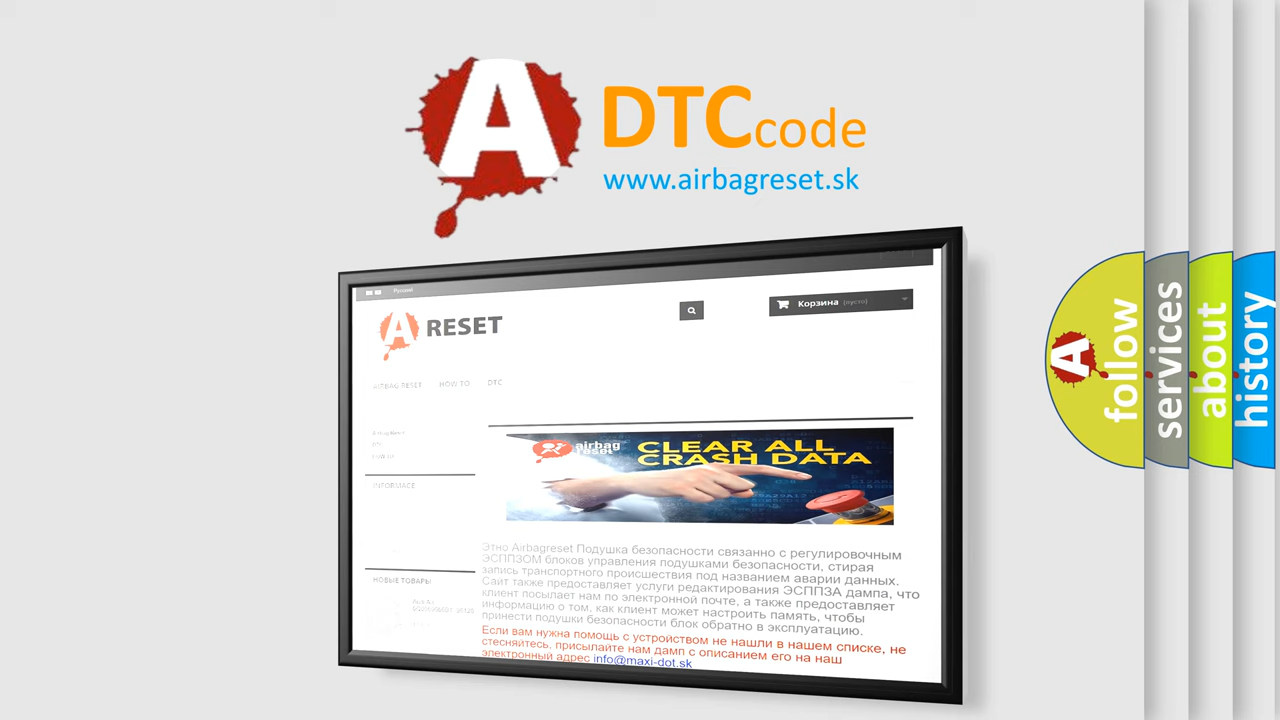 A
DTCcode
www.airbagreset.sk
Русский
A RESET
Корзина (пусто)
AIRBAG RESET HOW TO DTC
airbag reset
CLEAR ALL
CRASH DATA
INFORMACE
Этно Airbagreset Подушка безопасности связанно с регулировочным
ЭСППЗОМ блоков управления подушками безопасности, стирая
запись транспортного происшествия под названием аварии данных.
Сайт также предоставляет услуги редактирования ЭСППЗА дампа, что
клиент посылает нам по электронной почте, а также предоставляет
информацию о том, как клиент может настроить память, чтобы
принести подушки безопасности блок обратно в эксплуатацию.
Если вам нужна помощь с устройством не нашли в нашем списке, не
стесняйтесь, присылайте нам дамп с описанием его на наш
электронный адрес info@maxi-dot.sk
НОВЫЕ ТОВАРЫ
A
follow
services
about
history